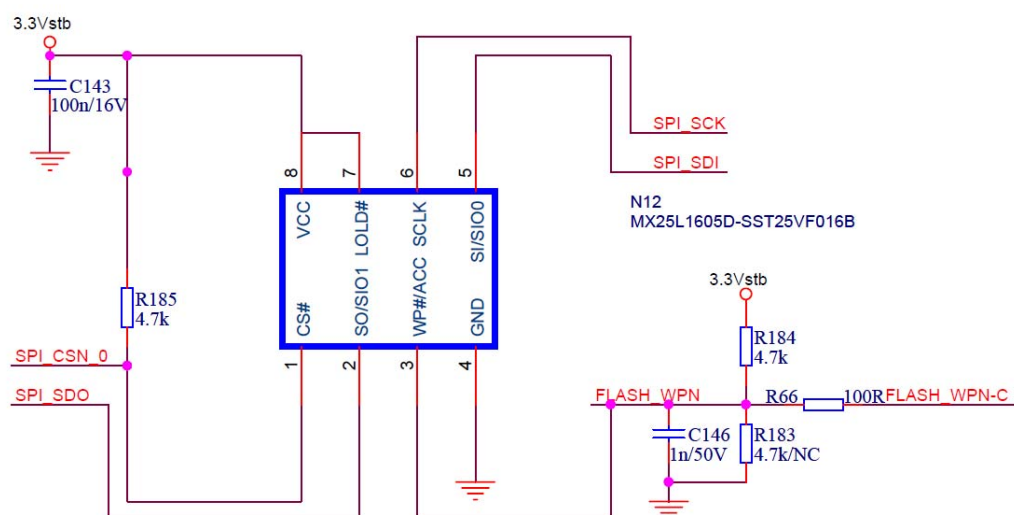 3.3Vstb
C143
100n/16V
SPI_SCK
SPI_SDI
8
7
6
5
VCC
LOLD#
SCLK
SI/SIO0
N12
MX25L1605D-SST25VF016B
CS#
SO/SIO1
WP#/ACC
GND
1
2
3
4
R185
4.7k
SPI_CSN_0
SPI_SDO
3.3Vstb
R184
4.7k
FLASH_WPN
R66
100R
FLASH_WPN-C
C146
1n/50V
R183
4.7k/NC